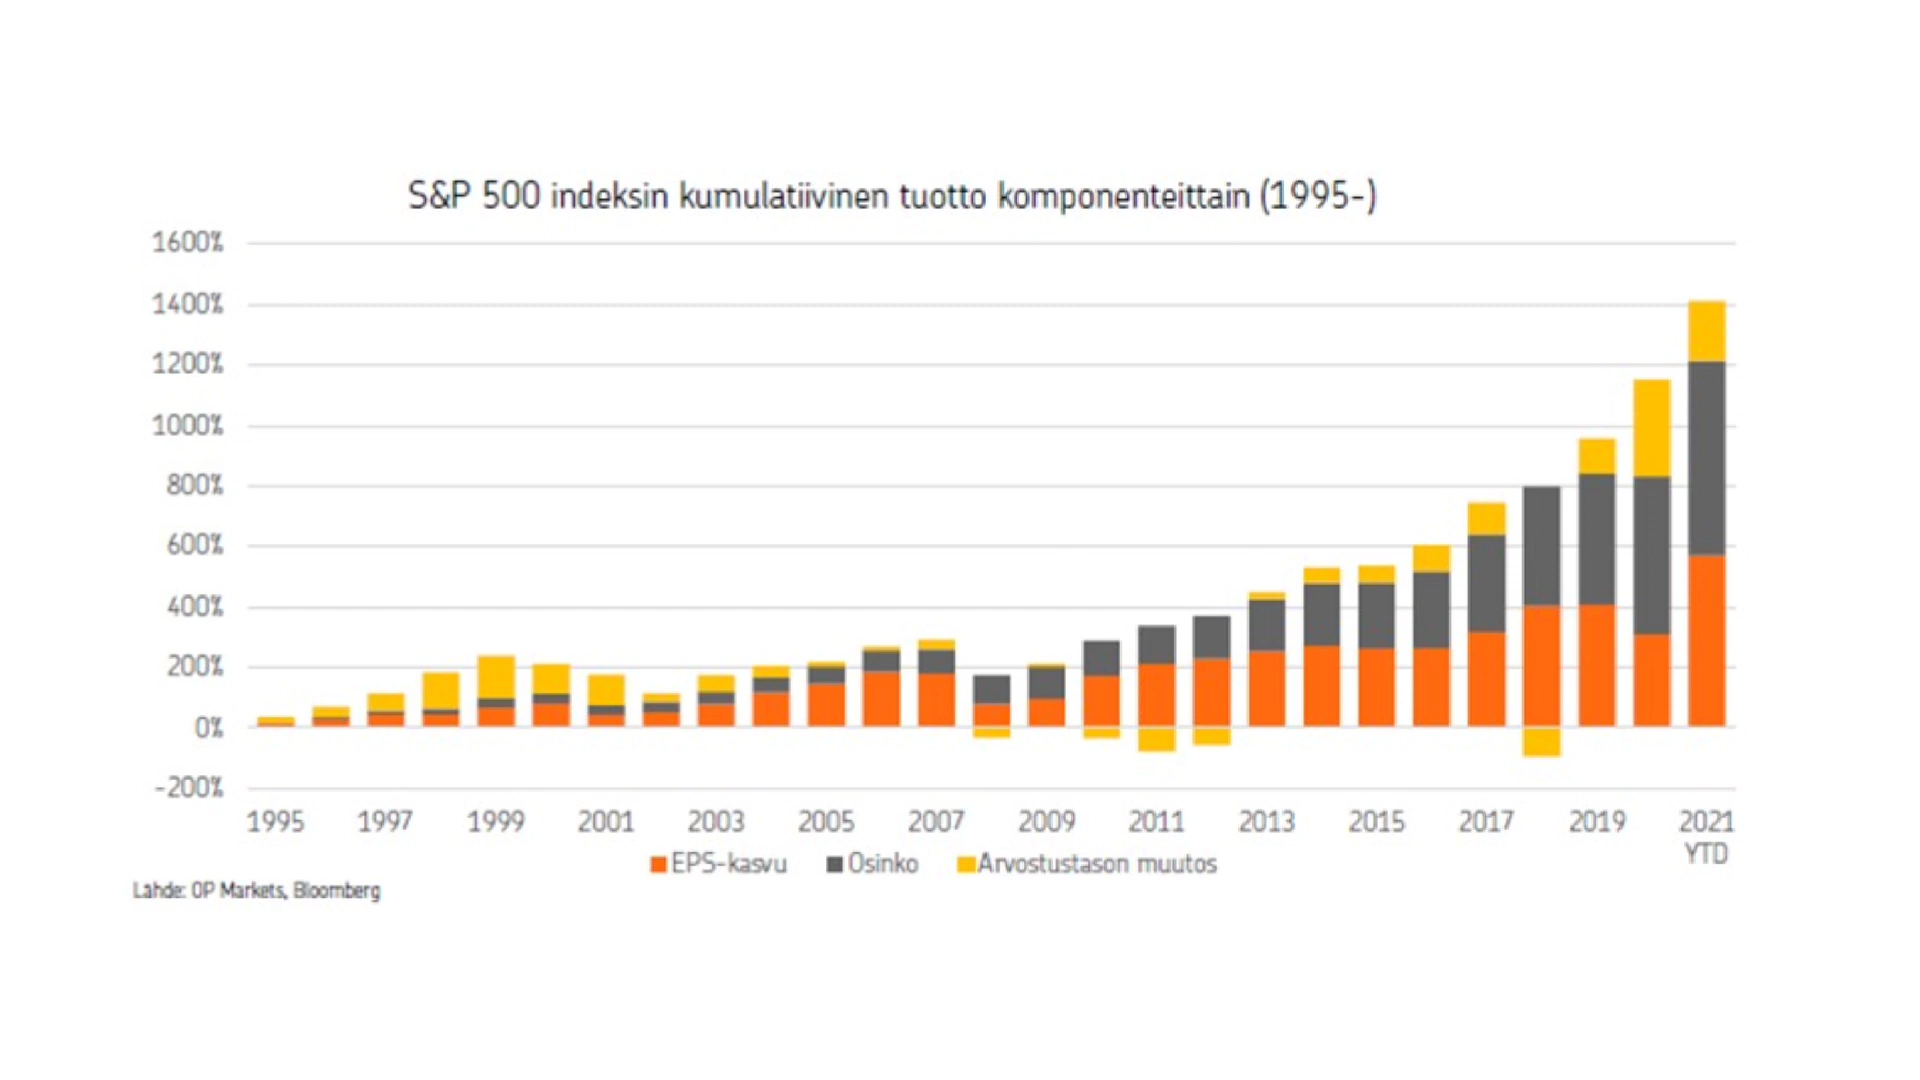 S&P 500 indeksin kumulatiivinen tuotto komponenteittain (1995-)
1600%
1400%
1200%
1000%
800%
600%
400%
200%
0%
-200%
1995 1997 1999 2001 2003 2005 2007 2009 2011 2013 2015 2017 2019 2021
YTD
EPS-kasvu Osinko Arvostustason muutos
Lähde: OP Markets, Bloomberg